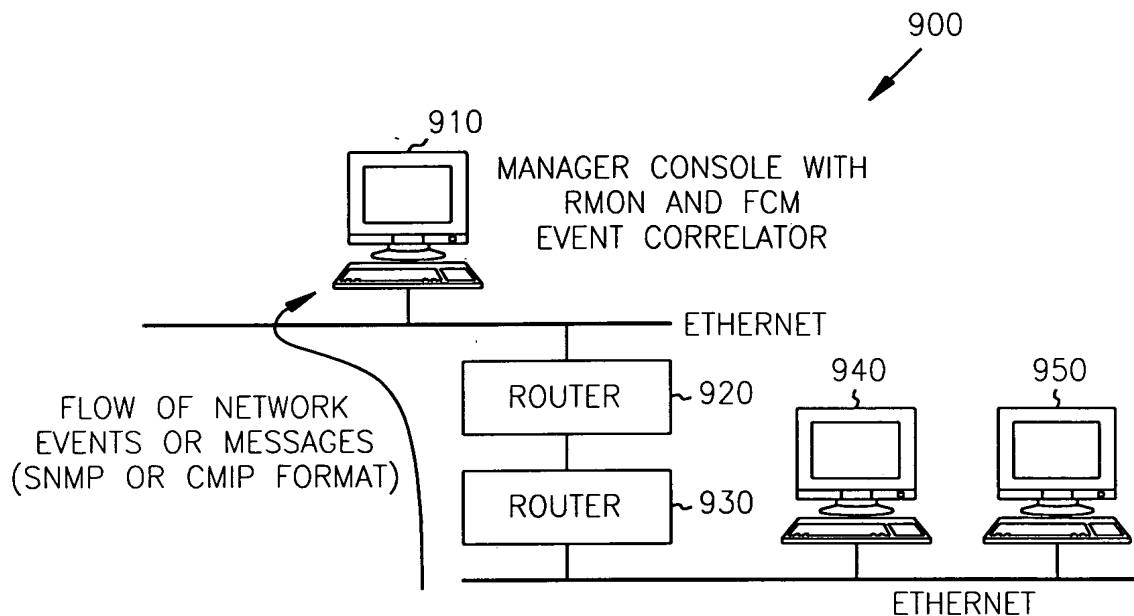 900
910
MANAGER CONSOLE WITH
RMON AND FCM
EVENT CORRELATOR
ETHERNET
ROUTER
920
940
950
FLOW OF NETWORK
EVENTS OR MESSAGES
(SNMP OR CMIP FORMAT)
ROUTER
930
ETHERNET